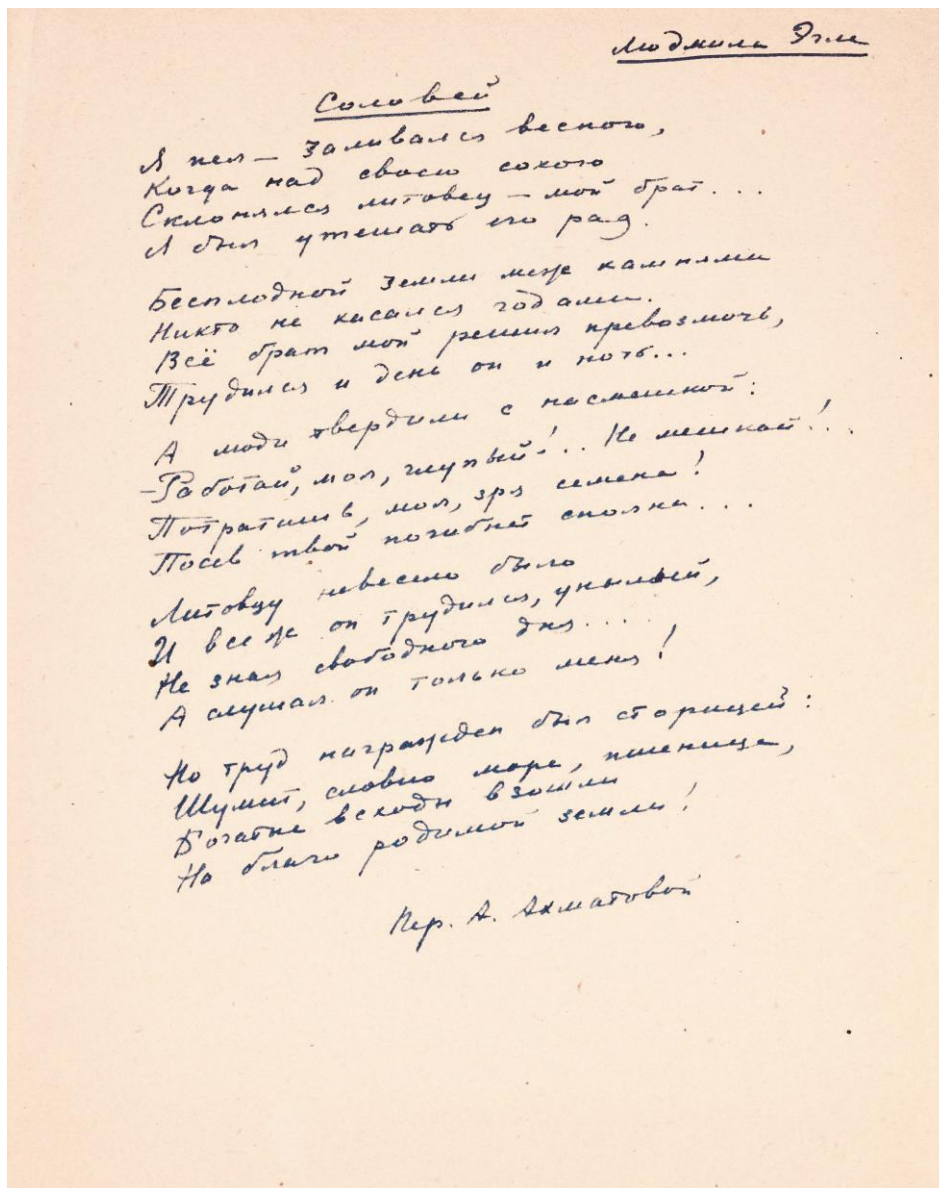 Людмила Эгле
Соловей
Я пел — заливался весною,
Когда над своею сохою
Склонялся литовец — мой брат...
Я был утешать его рад.
Бесплодной земли меж камнями
Никто не касался годами.
Всё брат мой решил превозмочь,
Трудился и день он и ночь...
А люди твердили с насмешкой:
— Работай, мол, глупый!.. Не мешкай!..
Потратишь, мол, зря семена!
Посев твой погибнет сполна...
Литовцу невесело было
И все ж он трудился, унылый,
Не зная свободного дня....
А слушал он только меня!
Но труд награжден был сторицей:
Шумит, словно море, пшеница,
Богатые всходы взошли
На благо родимой земли!
Пер. А. Ахматовой